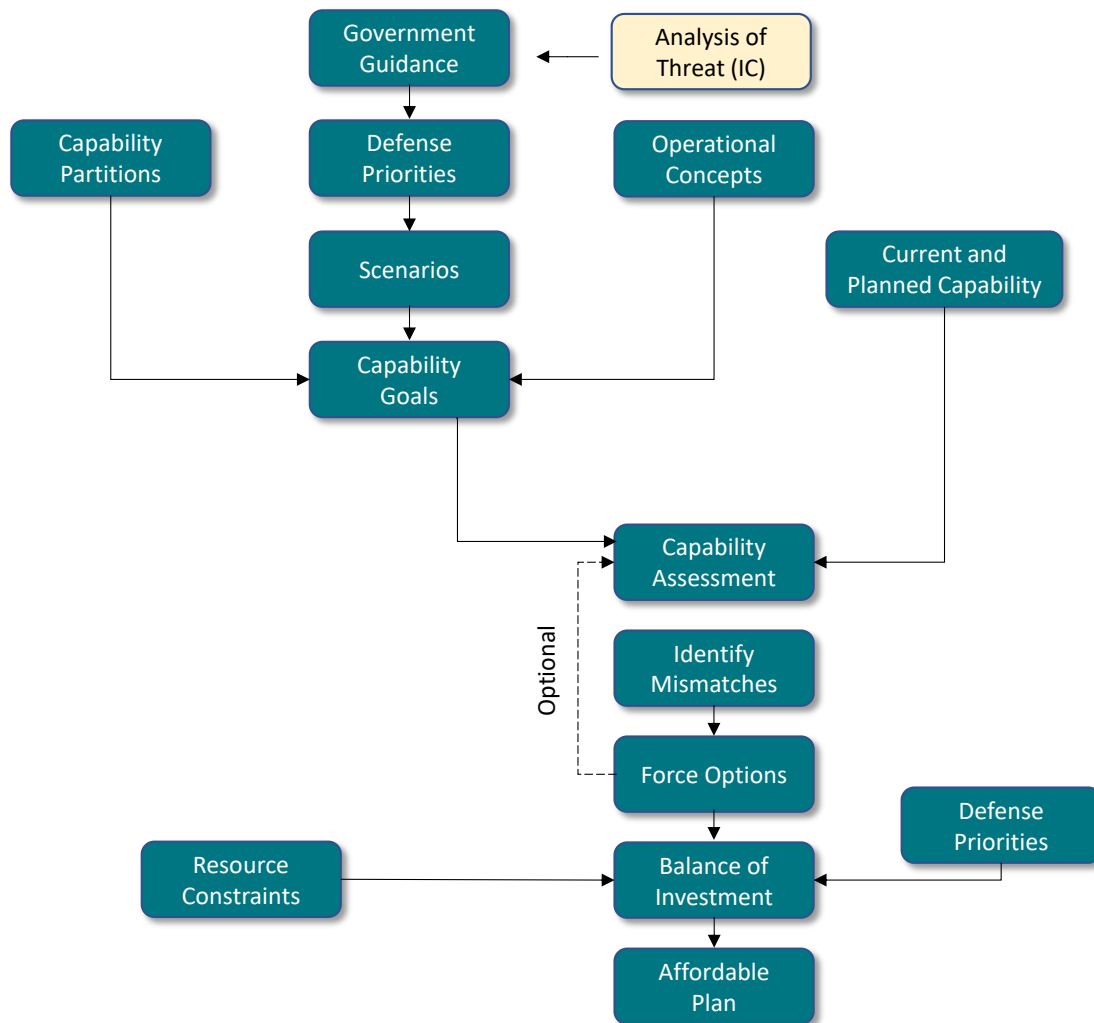 Government
Guidance
Analysis of
Threat (IC)
Capability
Partitions
Defense
Priorities
Operational
Concepts
Scenarios
Current and
Planned Capability
Capability
Goals
Capability
Assessment
Optional
Identify
Mismatches
Force Options
Defense
Priorities
Resource
Constraints
Balance of
Investment
Affordable
Plan